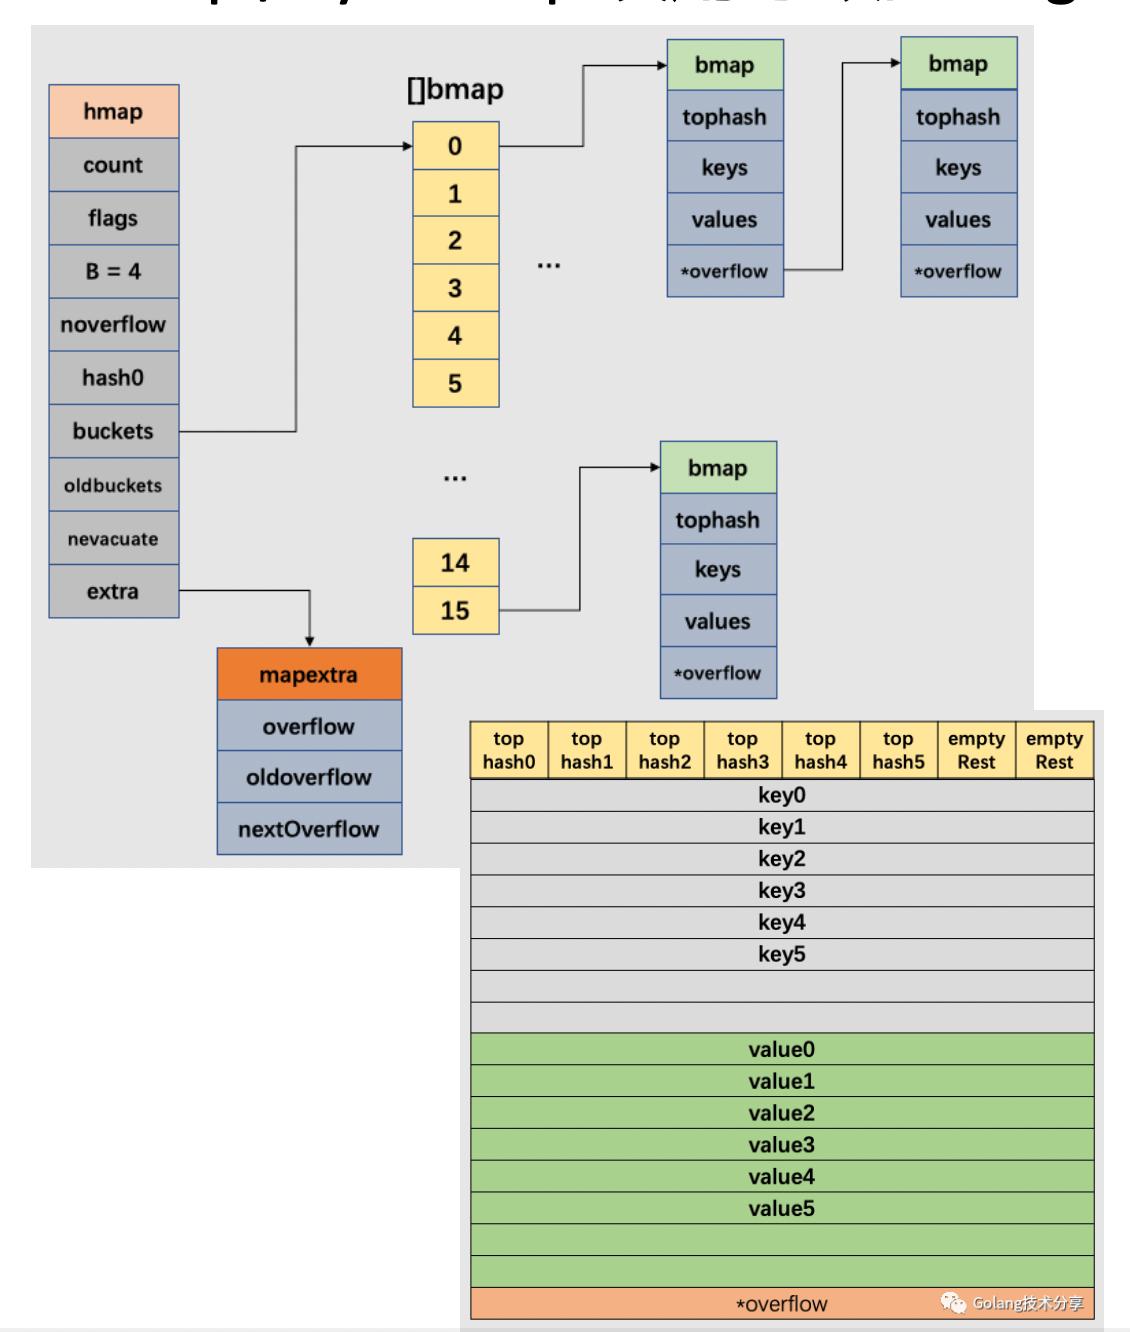 []bmap
hmap
count
flags
B = 4
noverflow
hash0
buckets
oldbuckets
nevacuate
extra
0
1
2
3
4
5
...
14
15
...
bmap
tophash
keys
values
*overflow
bmap
tophash
keys
values
*overflow
bmap
tophash
keys
values
*overflow
mapextra
overflow
oldoverflow
nextOverflow
top top top top top top empty empty
hash0 hash1 hash2 hash3 hash4 hash5 Rest Rest
key0
key1
key2
key3
key4
key5
value0
value1
value2
value3
value4
value5
*overflow
Golang技术分享